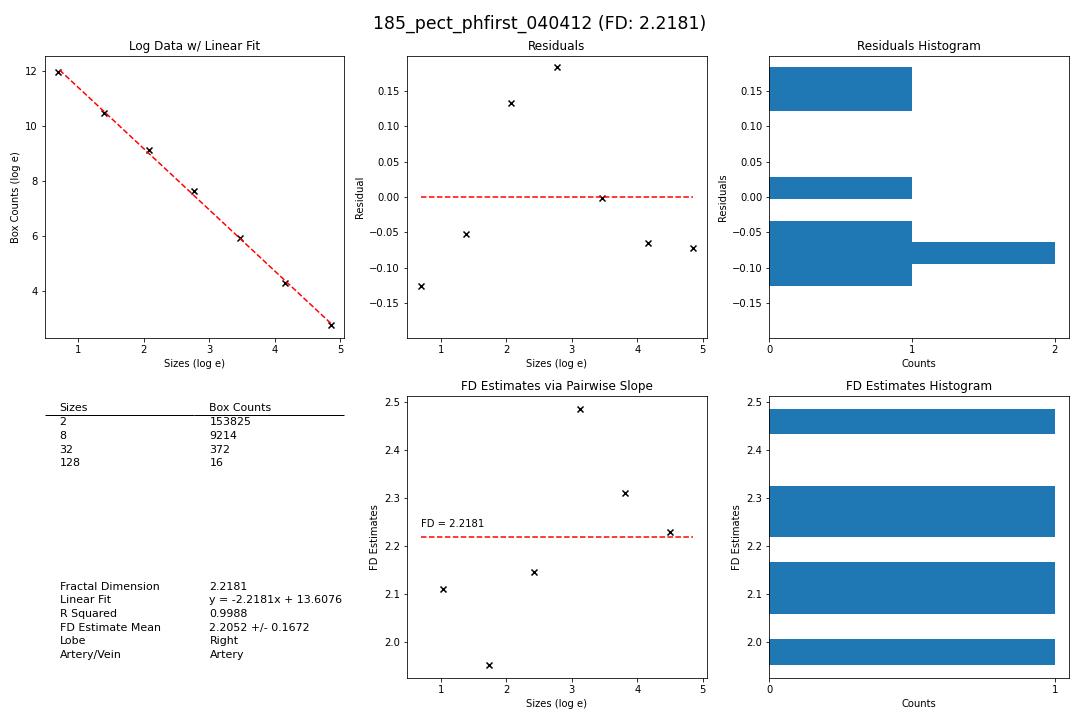 185_pect_phfirst_040412 (FD: 2.2181)
Log Data w/ Linear Fit
Box Counts (log e)
12
10
8
6
4
1
2
3
4
5
Sizes (log e)
Residuals
Residual
0.15
0.10
0.05
0.00
−0.05
−0.10
−0.15
1
2
3
4
5
Sizes (log e)
Residuals Histogram
Residuals
0.15
0.10
0.05
0.00
−0.05
−0.10
−0.15
0
1
2
Counts
Sizes Box Counts
2 153825
8 9214
32 372
128 16
Fractal Dimension 2.2181
Linear Fit y = -2.2181x + 13.6076
R Squared 0.9988
FD Estimate Mean 2.2052 +/- 0.1672
Lobe Right
Artery/Vein Artery
FD Estimates via Pairwise Slope
FD Estimates
2.5
2.4
2.3
2.2
2.1
2.0
FD = 2.2181
1
2
3
4
5
Sizes (log e)
FD Estimates Histogram
FD Estimates
2.5
2.4
2.3
2.2
2.1
2.0
0
1
Counts